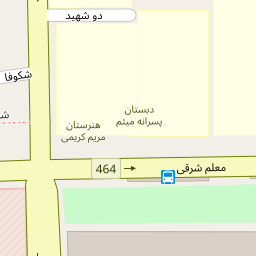 دو شهید
شکوفا
دبستان
پسرانه میثم
هنرستان
مریم کریمی
معلم شرقی
464 →